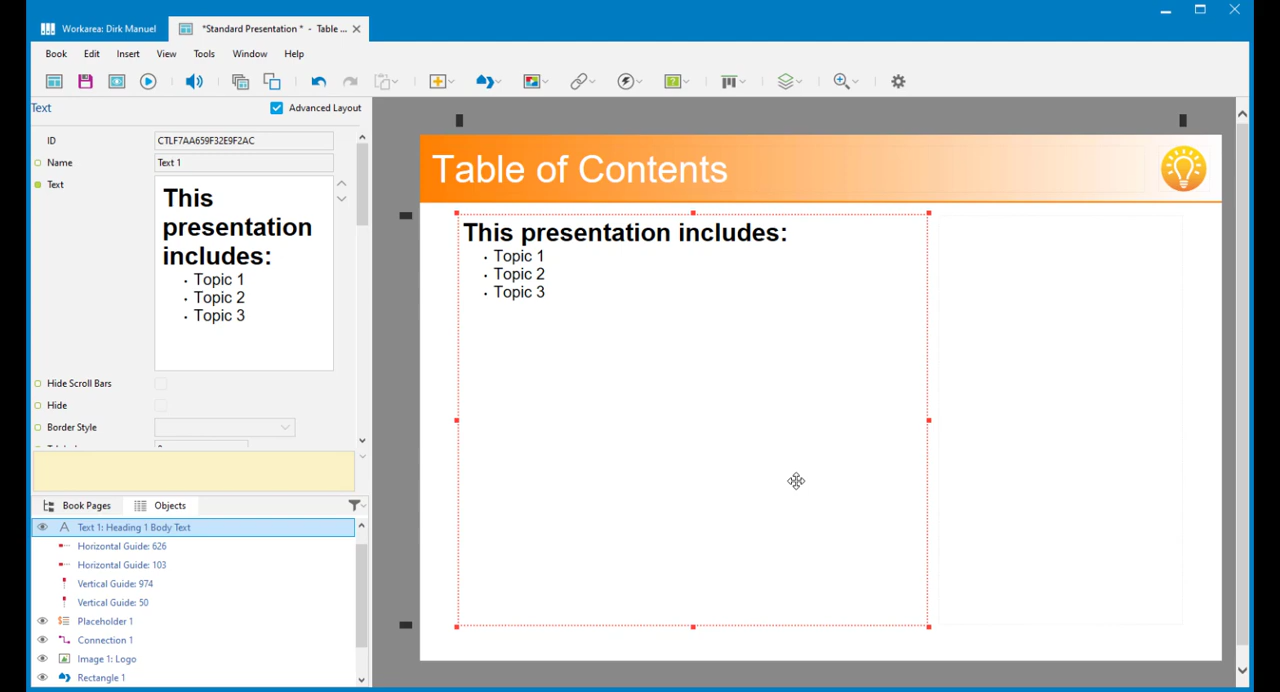 Workarea: Dirk Manuel
*Standard Presentation * - Table ...
Book Edit Insert View Tools Window Help
Text
Advanced Layout
ID CTLF7AA659F32E9F2AC
Name Text 1
Text
This
presentation
includes:
· Topic 1
· Topic 2
· Topic 3
Hide Scroll Bars
Hide
Border Style
Book Pages Objects
A Text 1: Heading 1 Body Text
Horizontal Guide: 626
Horizontal Guide: 103
Vertical Guide: 974
Vertical Guide: 50
Placeholder 1
Connection 1
Image 1: Logo
Rectangle 1
Table of Contents
This presentation includes:
· Topic 1
· Topic 2
· Topic 3